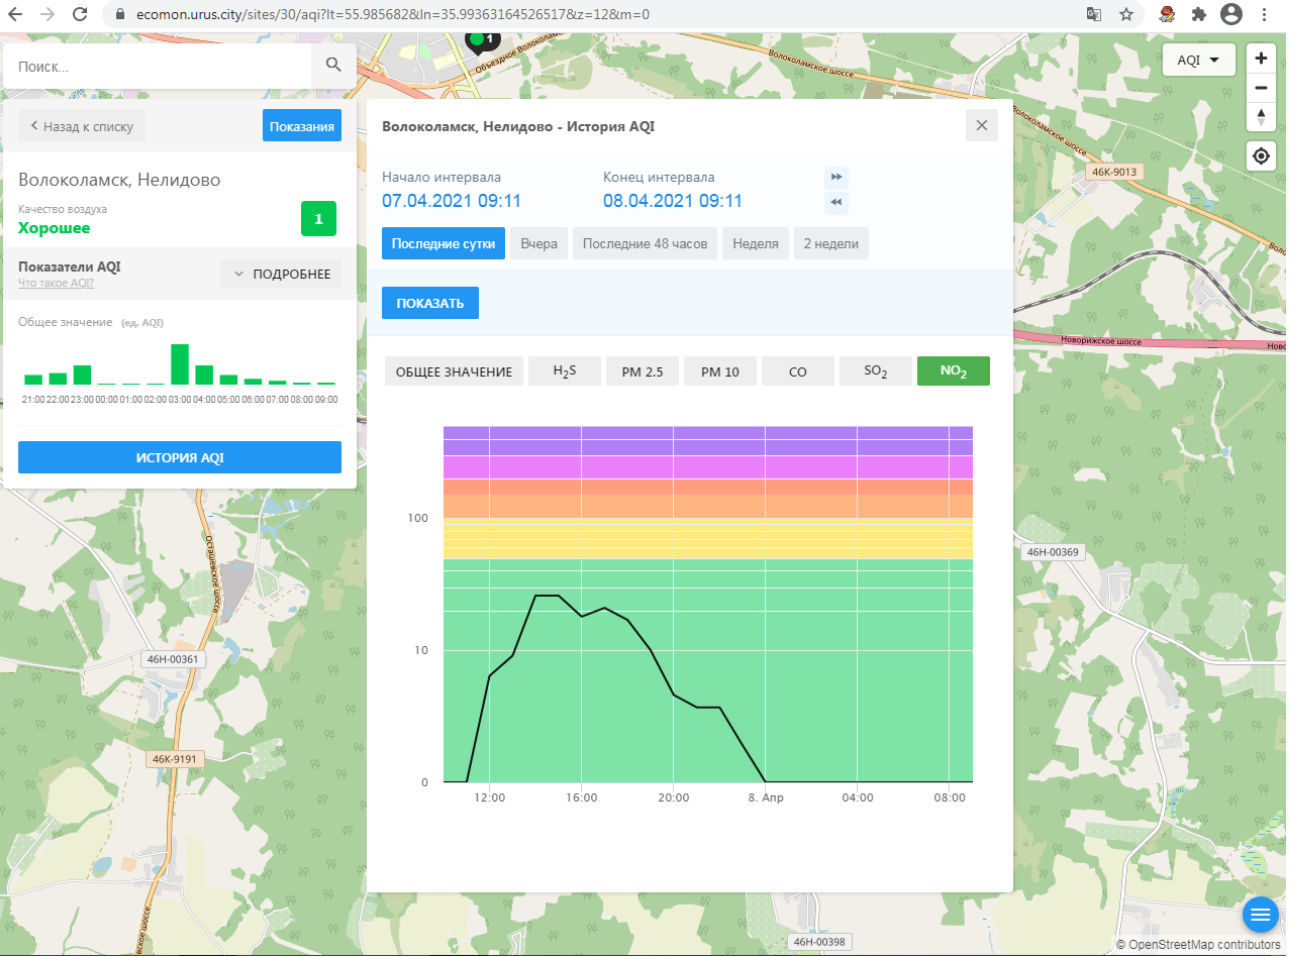 ecomon.urus.city/sites/30/aqi?lt=55.985682&ln=35.99363164526517&z=12&m=0
1
Объездное Волоколамск
Волоколамское шоссе
Волоколамское шоссе
AQI
+
−
Поиск...
Назад к списку
Показания
Волоколамск, Нелидово
Качество воздуха
Хорошее
1
Показатели AQI
Что такое AQI?
ПОДРОБНЕЕ
Общее значение (ед. AQI)
21:00 22:00 23:00 00:00 01:00 02:00 03:00 04:00 05:00 06:00 07:00 08:00 09:00
ИСТОРИЯ AQI
Волоколамск, Нелидово - История AQI
Начало интервала
Конец интервала
07.04.2021 09:11
08.04.2021 09:11
Последние сутки
Вчера
Последние 48 часов
Неделя
2 недели
ПОКАЗАТЬ
ОБЩЕЕ ЗНАЧЕНИЕ
H₂S
PM 2.5
PM 10
CO
SO₂
NO₂
100
10
0
12:00
16:00
20:00
8. Апр
04:00
08:00
46К-9013
Новорижское шоссе
46Н-00369
Осташевское шоссе
46Н-00361
46К-9191
46Н-00398
© OpenStreetMap contributors